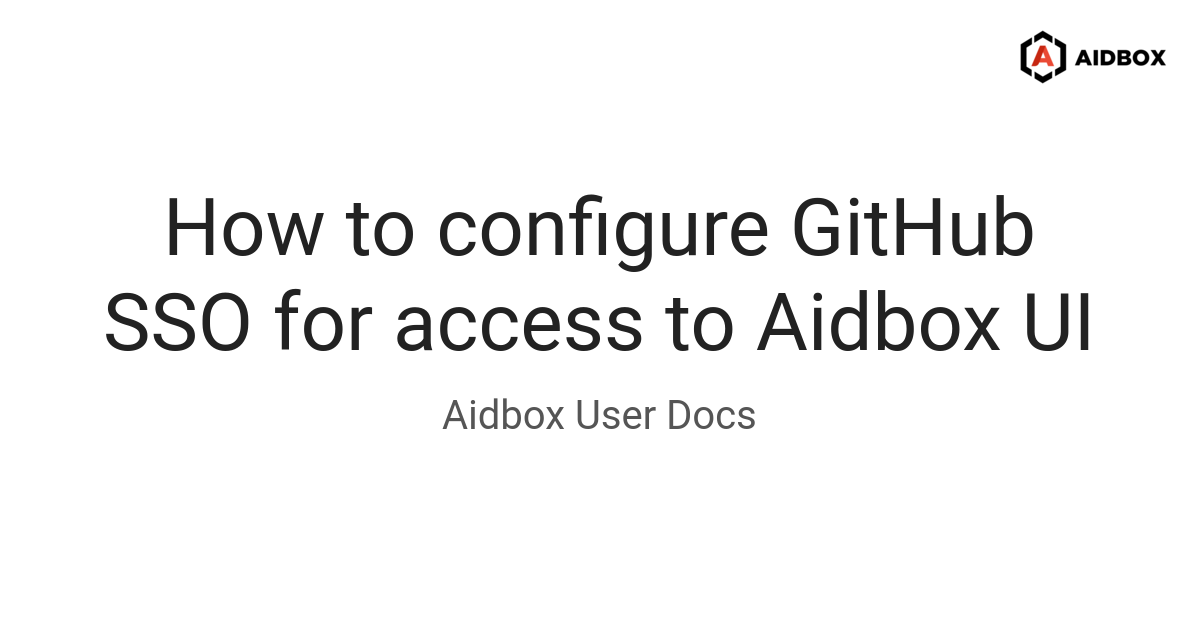 AIDBOX
How to configure GitHub
SSO for access to Aidbox UI
Aidbox User Docs